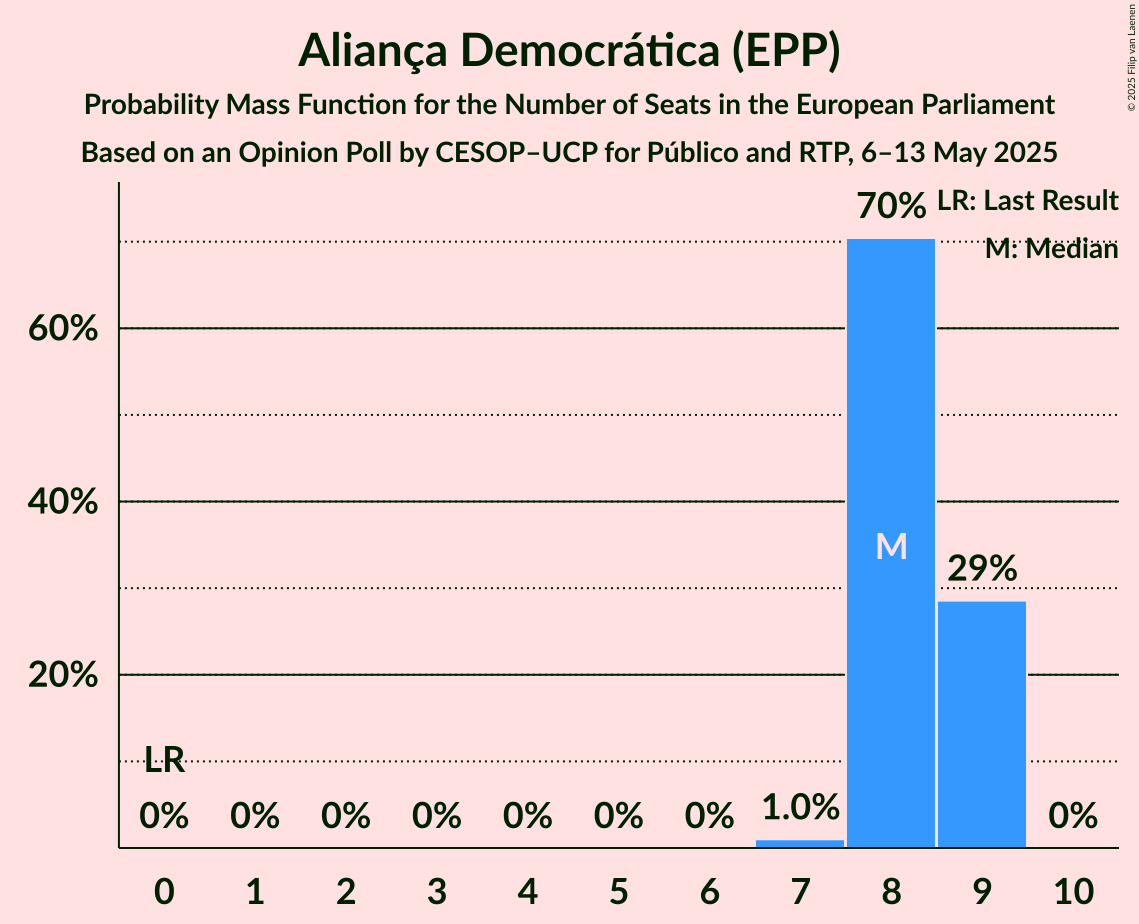 Aliança Democrática (EPP)
Probability Mass Function for the Number of Seats in the European Parliament
Based on an Opinion Poll by CESOP–UCP for Público and RTP, 6–13 May 2025
© 2025 Filip van Laenen
LR: Last Result
M: Median
60%
40%
20%
70%
M
29%
LR
0% 0% 0% 0% 0% 0% 0% 1.0% 0%
0 1 2 3 4 5 6 7 8 9 10